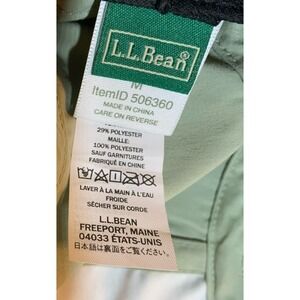 L.L.Bean
M
ItemID 506360
MADE IN CHINA
CARE ON REVERSE
29% POLYESTER
MAILLE:
100% POLYESTER
SAUF GARNITURES
FABRIQUÉ EN CHINE
LAVER À LA MAIN À L'EAU
FROIDE
SÉCHER SUR CORDE
L.L.BEAN
FREEPORT, MAINE
04033 ÉTATS-UNIS
日本語は裏面をご覧ください。